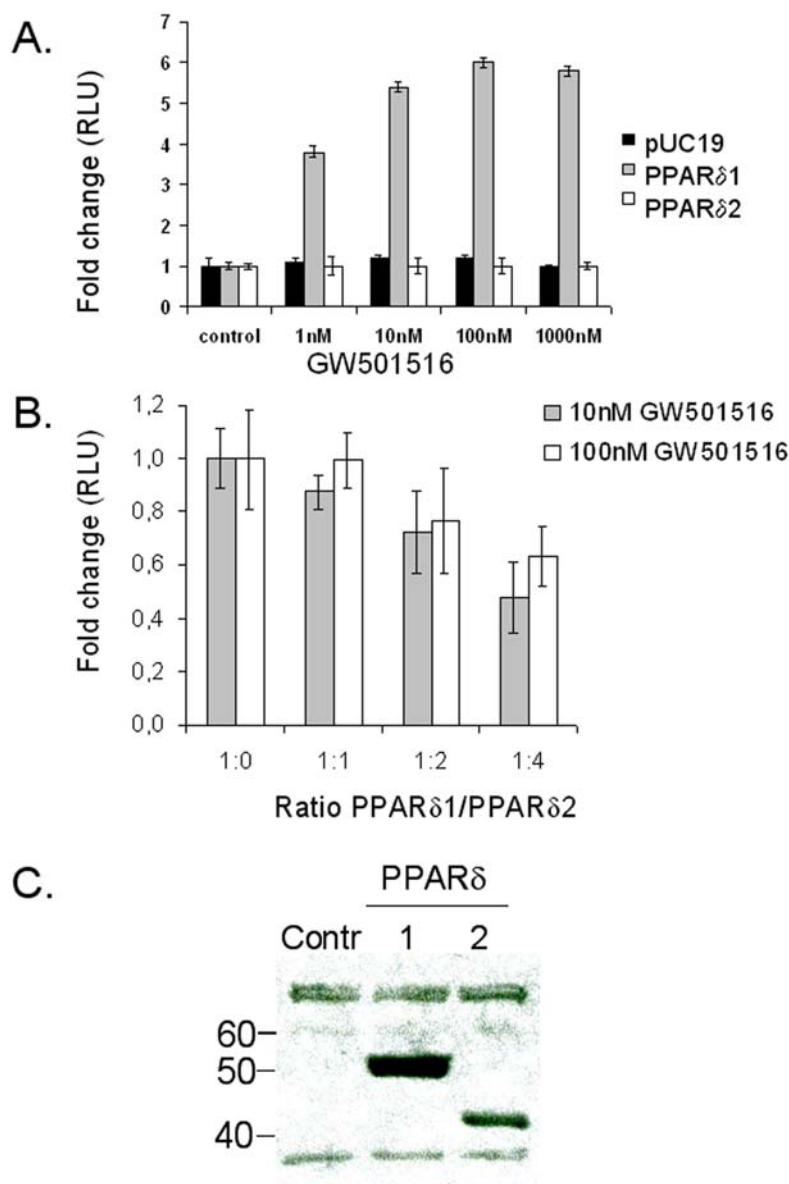 A.
Fold change (RLU)
7
6
5
4
3
2
1
0
control 1nM 10nM 100nM 1000nM
GW501516
pUC19
PPARδ1
PPARδ2
B.
Fold change (RLU)
1,2
1,0
0,8
0,6
0,4
0,2
0,0
1:0 1:1 1:2 1:4
Ratio PPARδ1/PPARδ2
10nM GW501516
100nM GW501516
C.
PPARδ
Contr 1 2
60
50
40